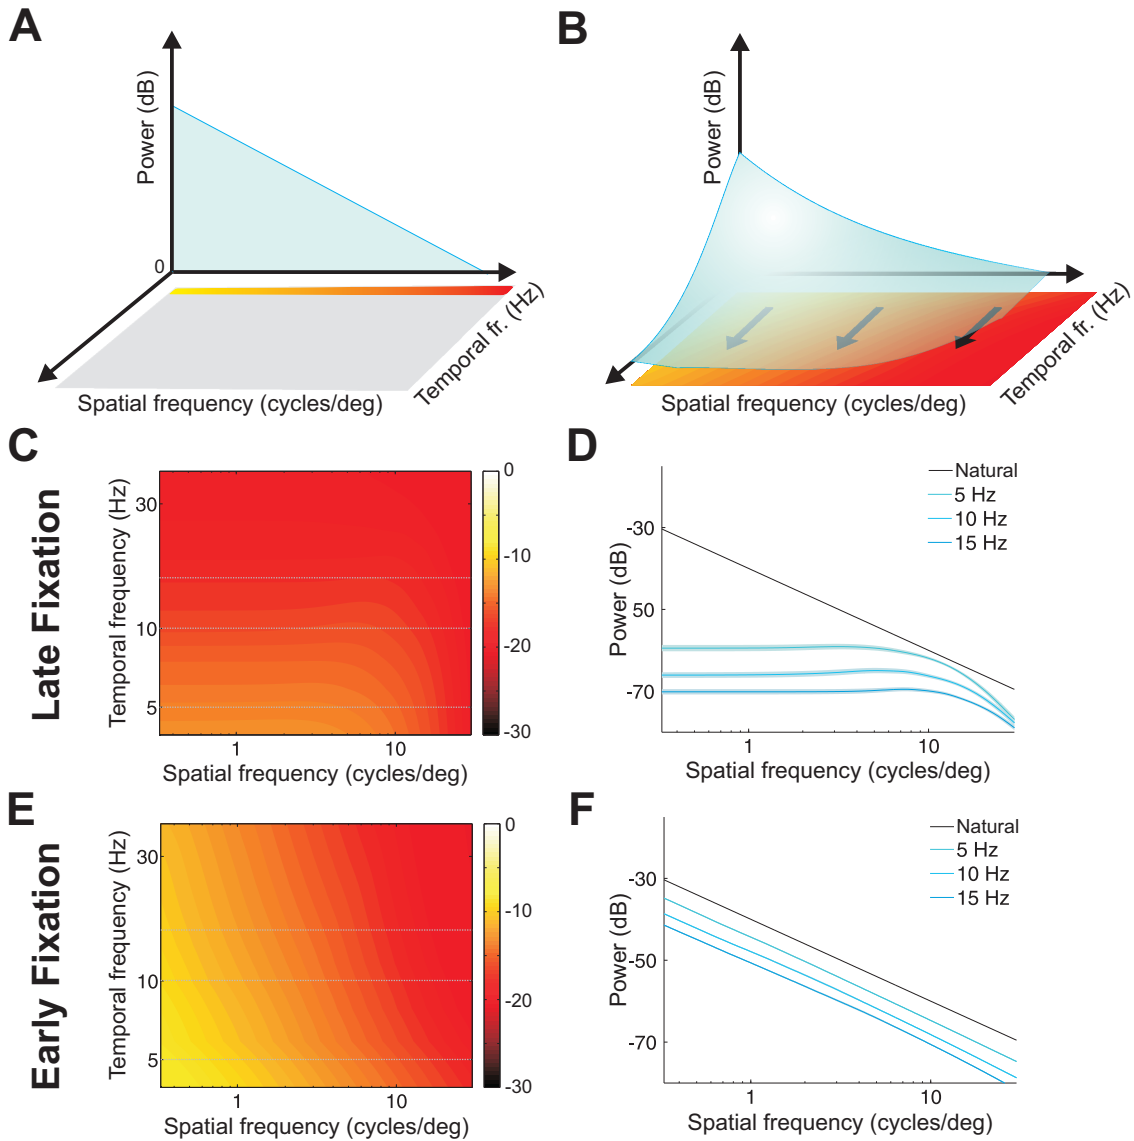 A
Power (dB)
0
Temporal fr. (Hz)
Spatial frequency (cycles/deg)
B
Power (dB)
Temporal fr. (Hz)
Spatial frequency (cycles/deg)
Late Fixation
C
Temporal frequency (Hz)
30
10
5
1
10
Spatial frequency (cycles/deg)
0
-10
-20
-30
D
Power (dB)
-30
-50
-70
1
10
Spatial frequency (cycles/deg)
Natural
5 Hz
10 Hz
15 Hz
Early Fixation
E
Temporal frequency (Hz)
30
10
5
1
10
Spatial frequency (cycles/deg)
0
-10
-20
-30
F
Power (dB)
-30
-50
-70
1
10
Spatial frequency (cycles/deg)
Natural
5 Hz
10 Hz
15 Hz